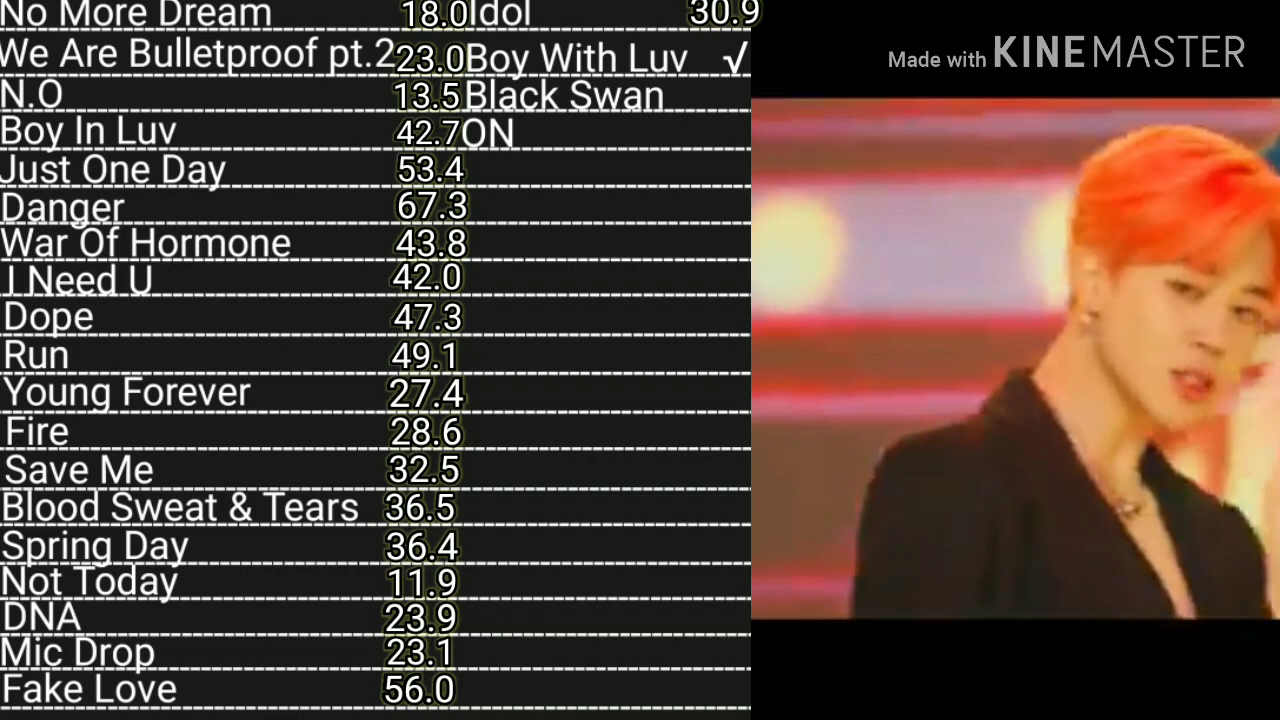 No More Dream 18.0 Idol 30.9
We Are Bulletproof pt.2 23.0 Boy With Luv √
N.O 13.5 Black Swan
Boy In Luv 42.7 ON
Just One Day 53.4
Danger 67.3
War Of Hormone 43.8
I Need U 42.0
Dope 47.3
Run 49.1
Young Forever 27.4
Fire 28.6
Save Me 32.5
Blood Sweat & Tears 36.5
Spring Day 36.4
Not Today 11.9
DNA 23.9
Mic Drop 23.1
Fake Love 56.0
Made with KINEMASTER